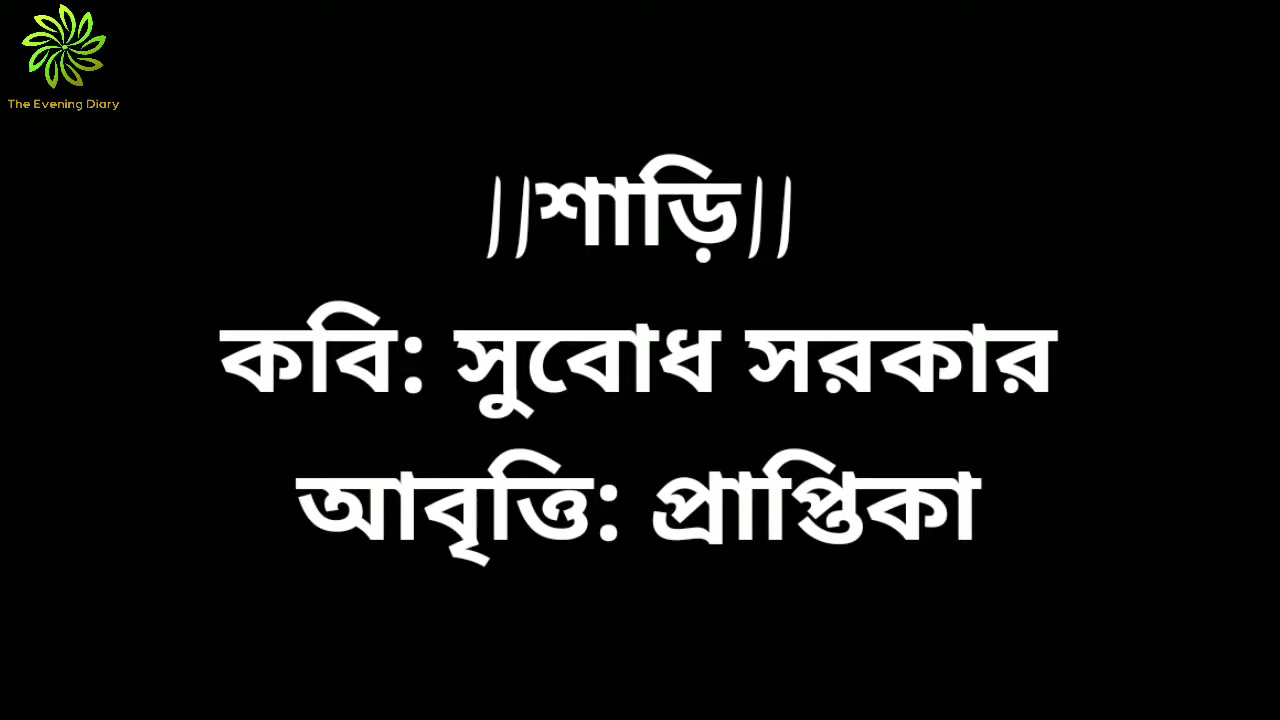 The Evening Diary
||শাড়ি||
কবি: সুবোধ সরকার
আবৃত্তি: প্রাপ্তিকা